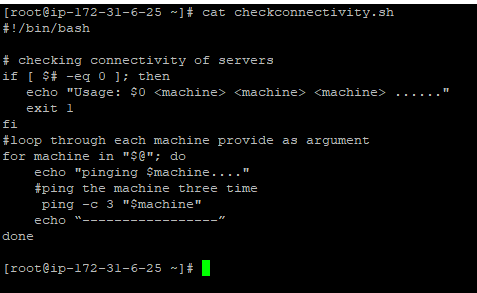 [root@ip-172-31-6-25 ~]# cat checkconnectivity.sh
#!/bin/bash
# checking connectivity of servers
if [ $# -eq 0 ]; then
   echo "Usage: $0 <machine> <machine> <machine> ......"
   exit 1
fi
#loop through each machine provide as argument
for machine in "$@"; do
    echo "pinging $machine...."
    #ping the machine three time
     ping -c 3 "$machine"
    echo “-----------------”
done
[root@ip-172-31-6-25 ~]#